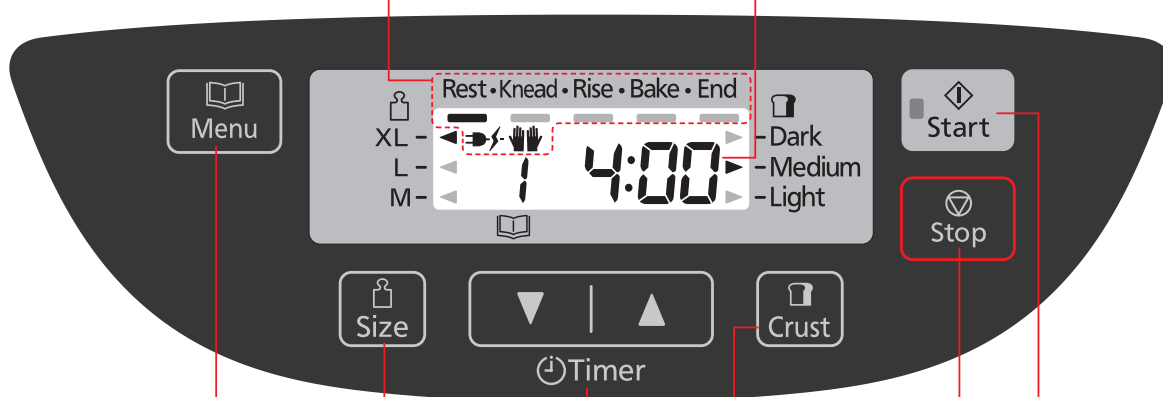 Menu
Rest • Knead • Rise • Bake • End
XL -
L -
M -
1
4:00
- Dark
- Medium
- Light
Start
Stop
Size
Timer
Crust